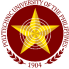 POLYTECHNIC UNIVERSITY OF THE PHILIPPINES
1904